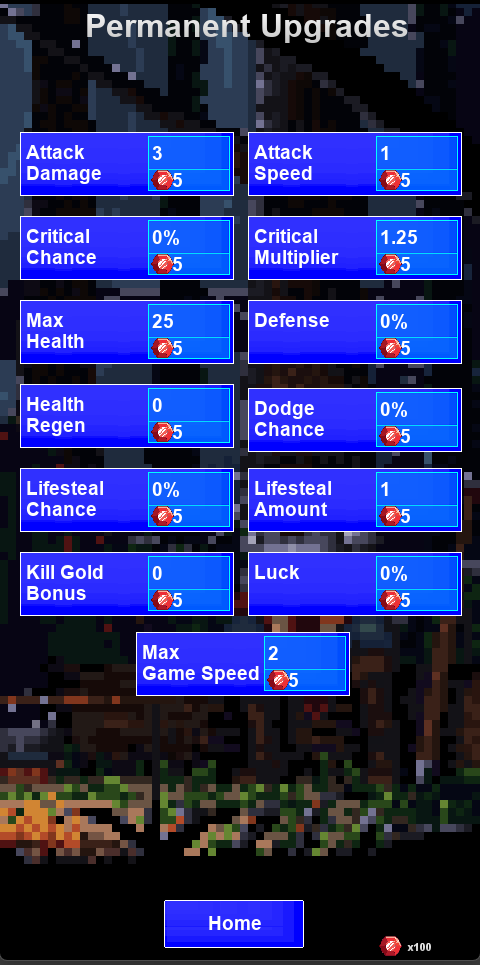 Permanent Upgrades
Attack
Damage
3
5
Attack
Speed
1
5
Critical
Chance
0%
5
Critical
Multiplier
1.25
5
Max
Health
25
5
Defense
0%
5
Health
Regen
0
5
Dodge
Chance
0%
5
Lifesteal
Chance
0%
5
Lifesteal
Amount
1
5
Kill Gold
Bonus
0
5
Luck
0%
5
Max
Game Speed
2
5
Home
x100